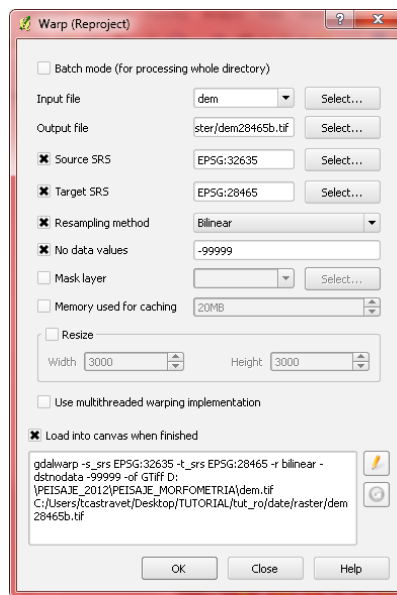 Warp (Reproject)
Batch mode (for processing whole directory)
Input file dem Select...
Output file ster/dem28465b.tif Select...
Source SRS EPSG:32635 Select...
Target SRS EPSG:28465 Select...
Resampling method Bilinear
No data values -99999
Mask layer Select...
Memory used for caching 20MB
Resize
Width 3000 Height 3000
Use multithreaded warping implementation
Load into canvas when finished
gdalwarp -s_srs EPSG:32635 -t_srs EPSG:28465 -r bilinear -
dstnodata -99999 -of GTiff D:
\PEISAJE_2012\PEISAJE_MORFOMETRIA\dem.tif
C:/Users/tcastravet/Desktop/TUTORIAL/tut_ro/date/raster/dem
28465b.tif
OK Close Help